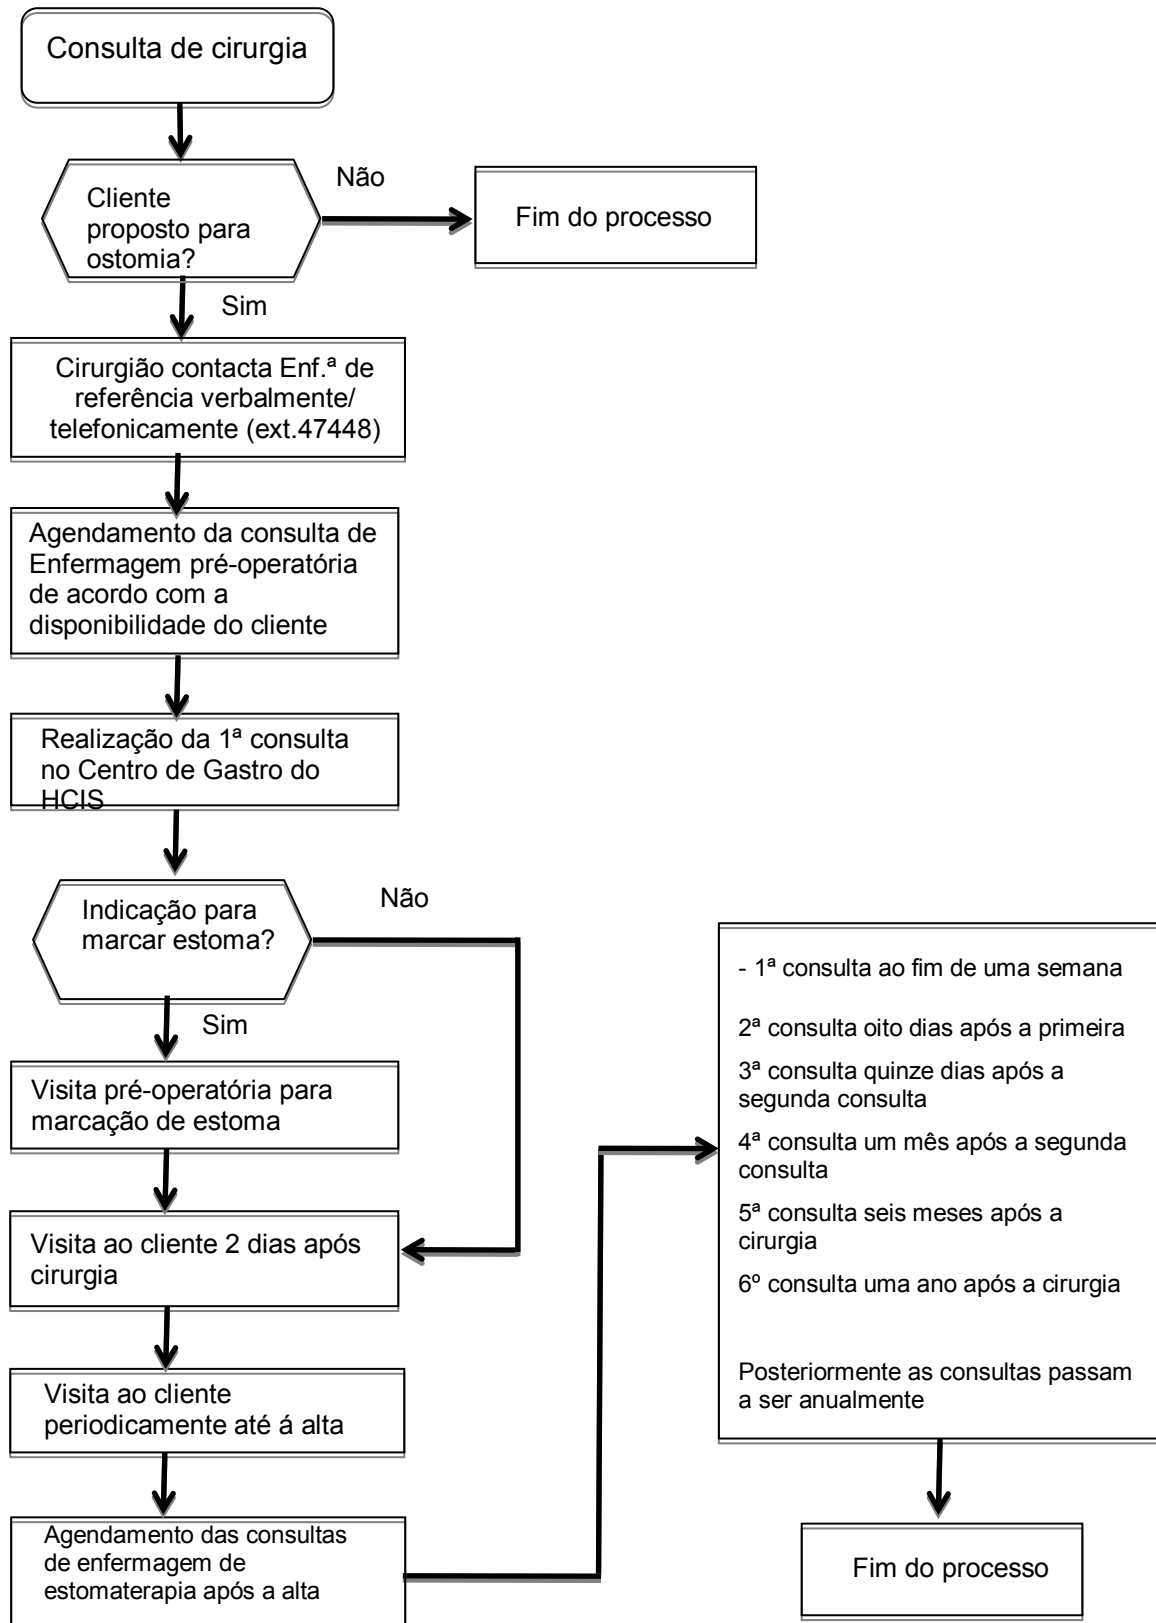 Consulta de cirurgia
Cliente
proposto para
ostomia?
Não
Fim do processo
Sim
Cirurgião contacta Enf.ª de
referência verbalmente/
telefonicamente (ext.47448)
Agendamento da consulta de
Enfermagem pré-operatória
de acordo com a
disponibilidade do cliente
Realização da 1ª consulta
no Centro de Gastro do
HCIS
Indicação para
marcar estoma?
Não
Sim
Visita pré-operatória para
marcação de estoma
Visita ao cliente 2 dias após
cirurgia
Visita ao cliente
periodicamente até á alta
Agendamento das consultas
de enfermagem de
estomaterapia após a alta
- 1ª consulta ao fim de uma semana
2ª consulta oito dias após a primeira
3ª consulta quinze dias após a
segunda consulta
4ª consulta um mês após a segunda
consulta
5ª consulta seis meses após a
cirurgia
6º consulta uma ano após a cirurgia
Posteriormente as consultas passam
a ser anualmente
Fim do processo